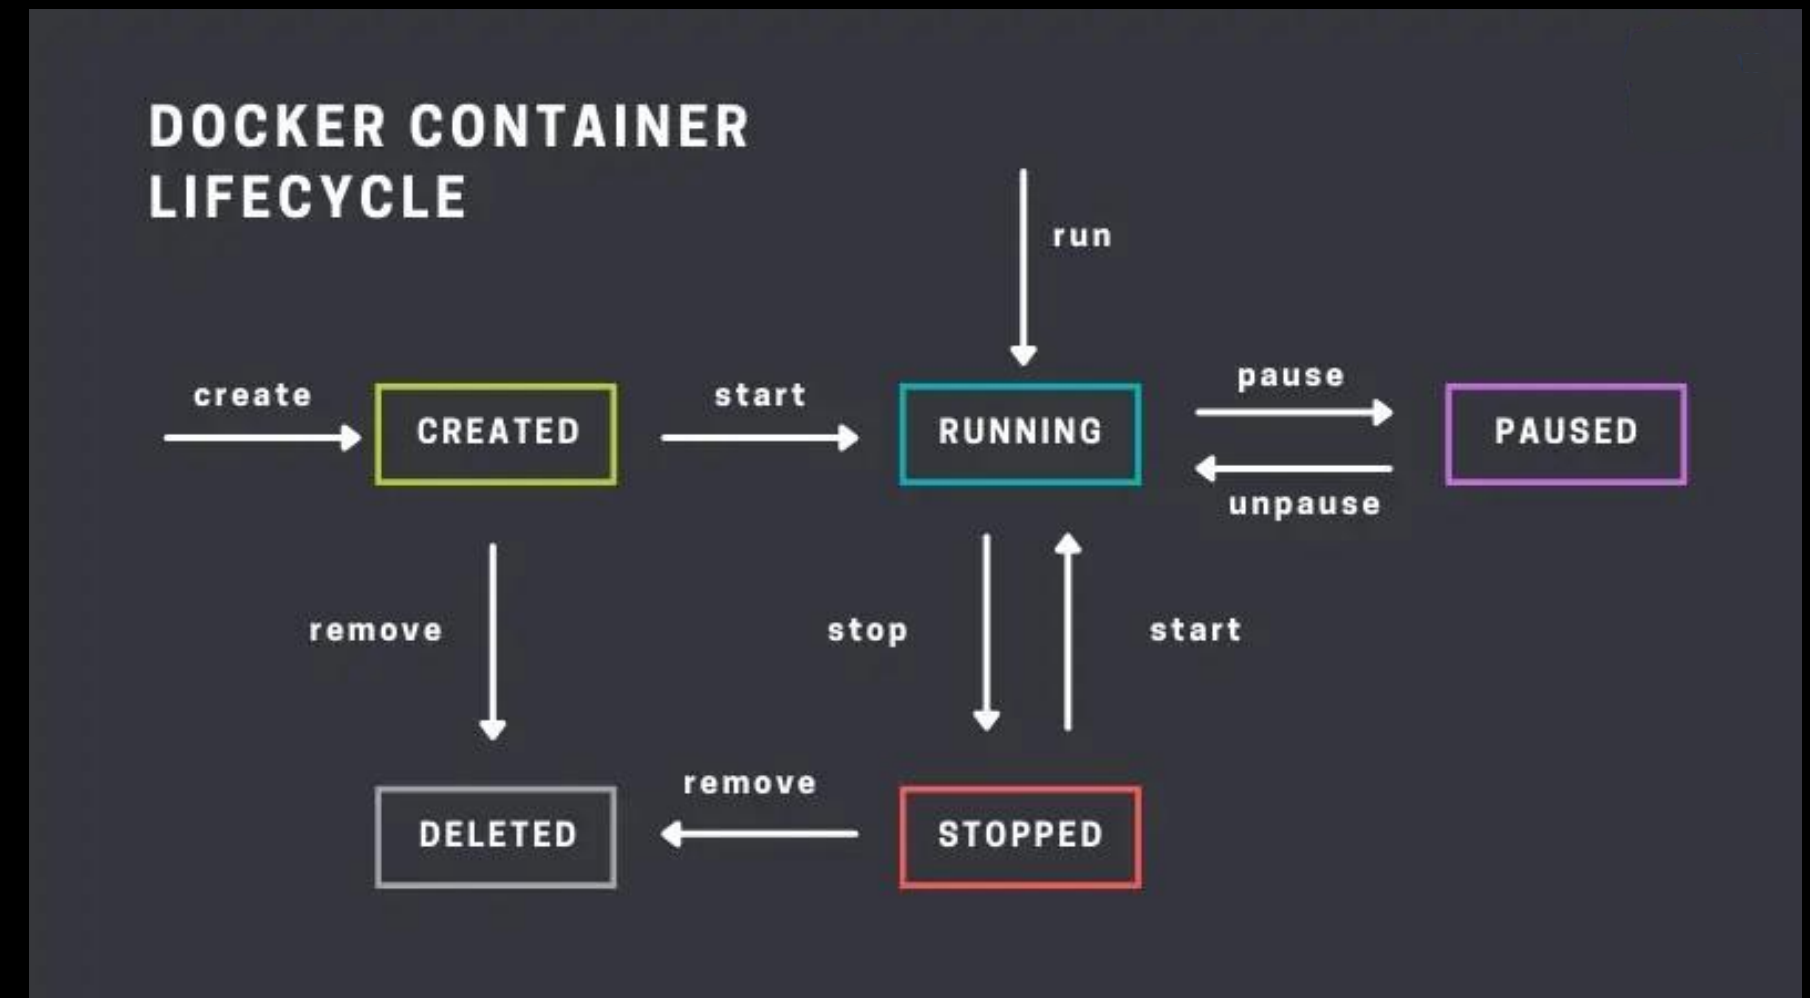 DOCKER CONTAINER
LIFECYCLE
run
create
CREATED
start
RUNNING
pause
unpause
PAUSED
remove
stop
start
DELETED
remove
STOPPED